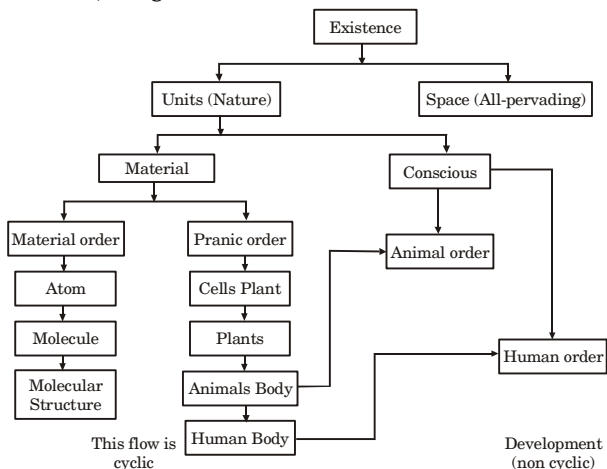 Existence
Units (Nature)
Space (All-pervading)
Material
Conscious
Material order
Pranic order
Animal order
Atom
Cells Plant
Molecule
Plants
Human order
Molecular
Structure
Animals Body
Human Body
This flow is
cyclic
Development
(non cyclic)